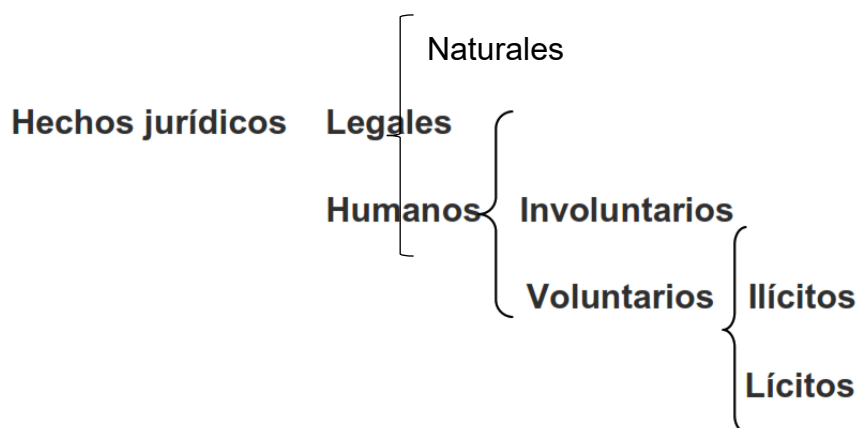 Naturales
Hechos jurídicos Legales
Humanos Involuntarios
Voluntarios Ilícitos
Lícitos